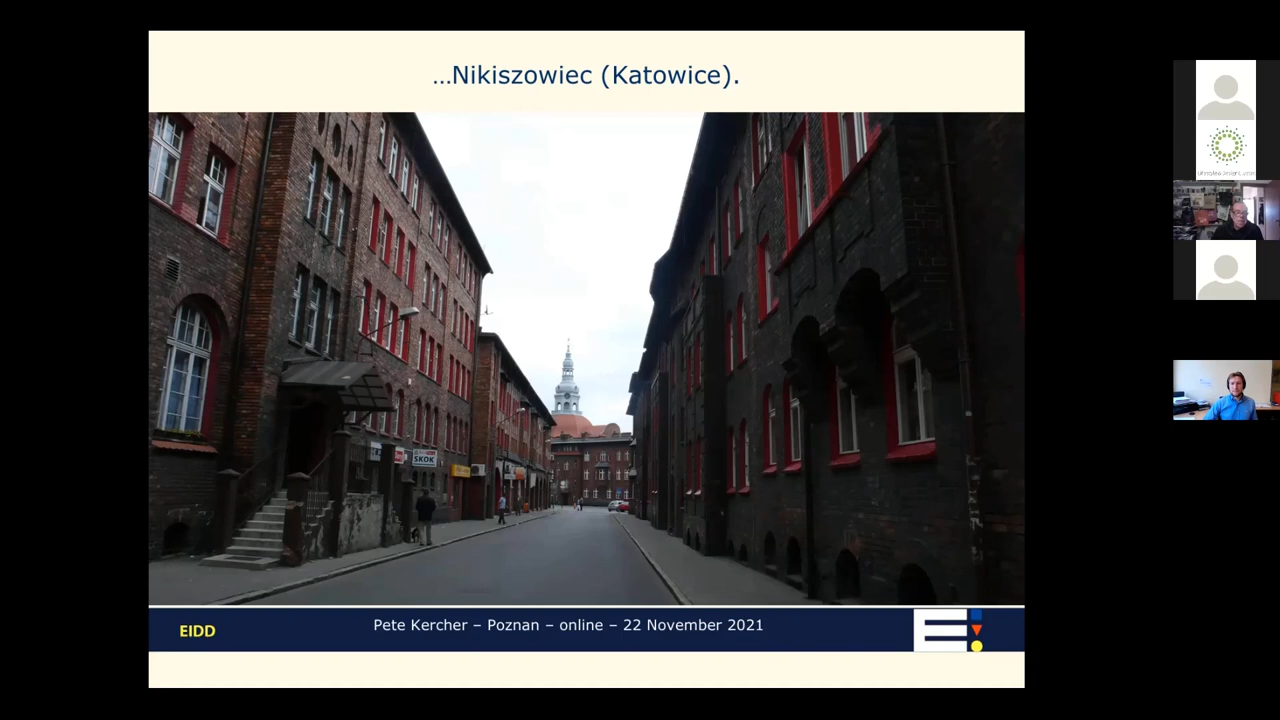 ...Nikiszowiec (Katowice).
SKOK
EIDD
Pete Kercher – Poznan – online – 22 November 2021